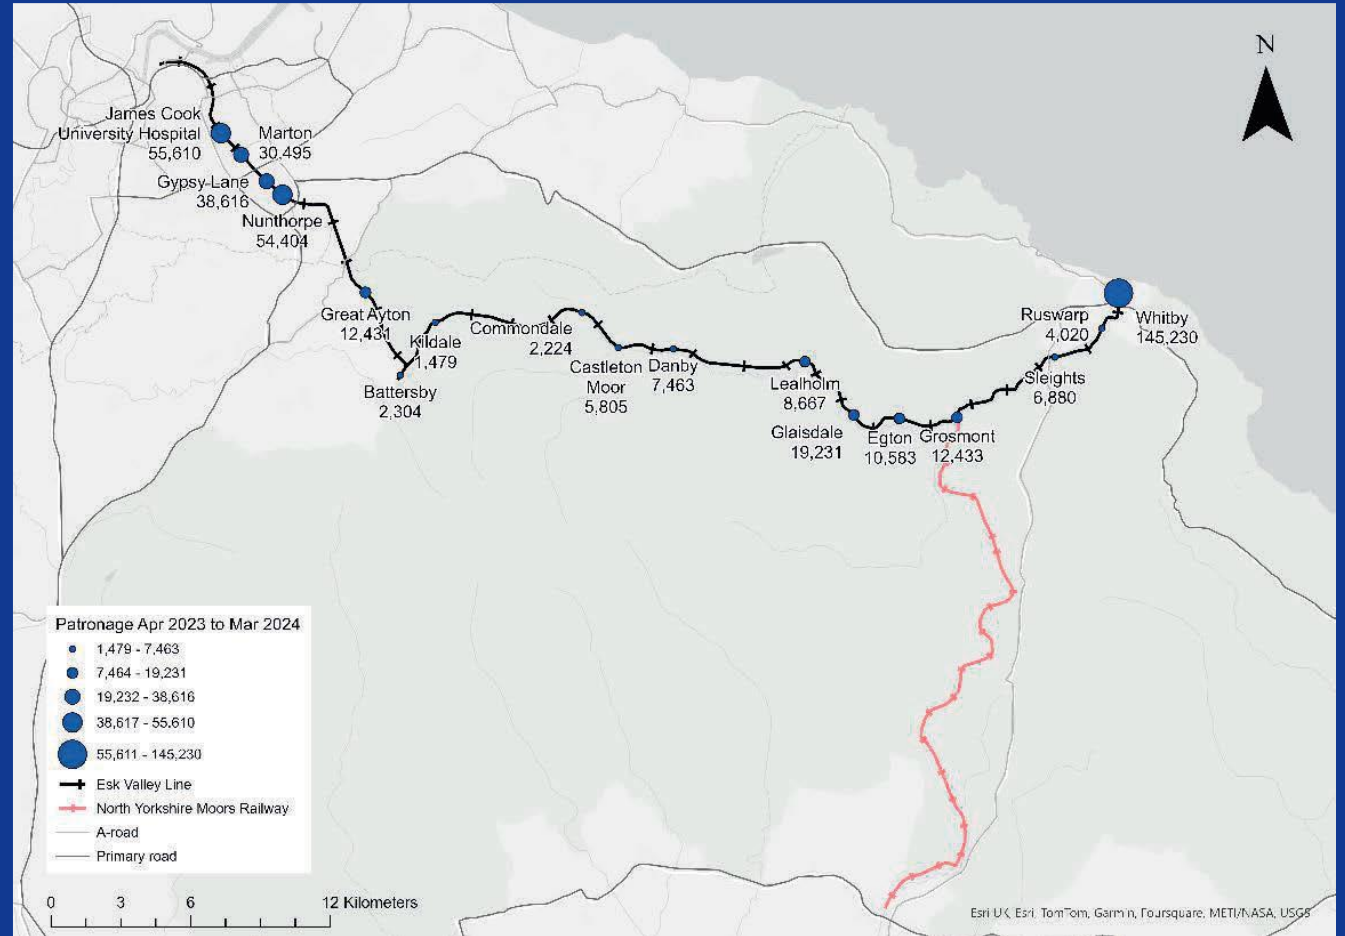 N
James Cook
University Hospital
55,610
Marton
30,495
Gypsy Lane
38,616
Nunthorpe
54,404
Great Ayton
12,431
Kildale
1,479
Battersby
2,304
Commondale
2,224
Castleton
Moor
5,805
Danby
7,463
Lealholm
8,667
Glaisdale
19,231
Egton
10,583
Grosmont
12,433
Sleights
6,880
Ruswarp
4,020
Whitby
145,230
Patronage Apr 2023 to Mar 2024
1,479 - 7,463
7,464 - 19,231
19,232 - 38,616
38,617 - 55,610
55,611 - 145,230
Esk Valley Line
North Yorkshire Moors Railway
A-road
Primary road
0 3 6 12 Kilometers
Esri UK, Esri, TomTom, Garmin, Foursquare, METI/NASA, USGS